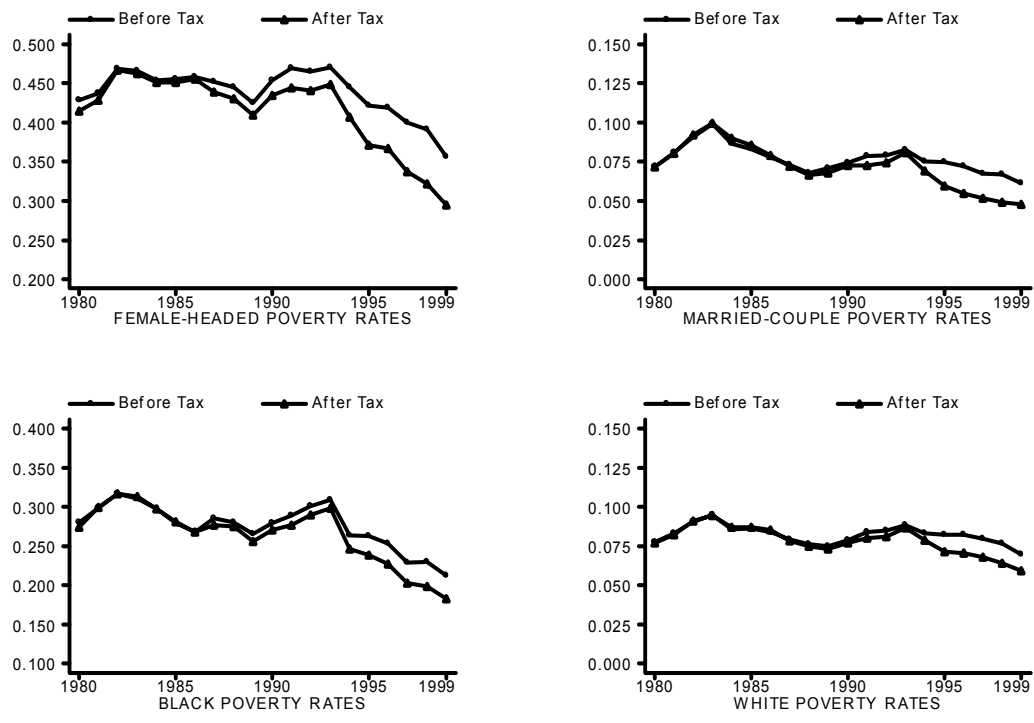 Before Tax After Tax
0.500
0.450
0.400
0.350
0.300
0.250
0.200
1980 1985 1990 1995 1999
FEMALE-HEADED POVERTY RATES
Before Tax After Tax
0.150
0.125
0.100
0.075
0.050
0.025
0.000
1980 1985 1990 1995 1999
MARRIED-COUPLE POVERTY RATES
Before Tax After Tax
0.400
0.350
0.300
0.250
0.200
0.150
0.100
1980 1985 1990 1995 1999
BLACK POVERTY RATES
Before Tax After Tax
0.150
0.125
0.100
0.075
0.050
0.025
0.000
1980 1985 1990 1995 1999
WHITE POVERTY RATES